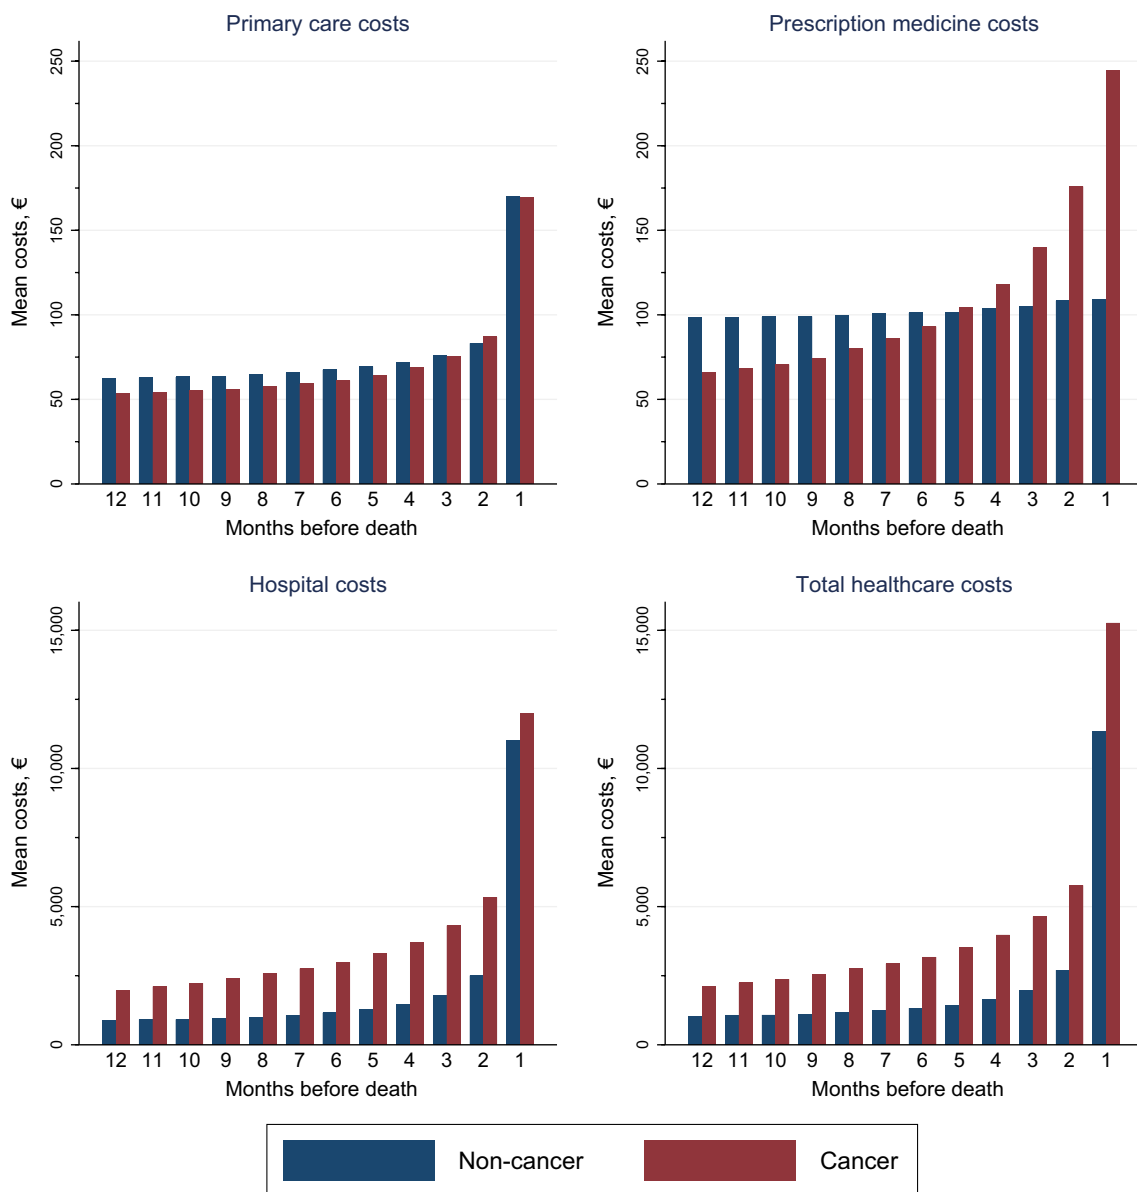 Primary care costs
Mean costs, €
250
200
150
100
50
0
12 11 10 9 8 7 6 5 4 3 2 1
Months before death
Prescription medicine costs
Mean costs, €
250
200
150
100
50
0
12 11 10 9 8 7 6 5 4 3 2 1
Months before death
Hospital costs
Mean costs, €
15,000
10,000
5,000
0
12 11 10 9 8 7 6 5 4 3 2 1
Months before death
Total healthcare costs
Mean costs, €
15,000
10,000
5,000
0
12 11 10 9 8 7 6 5 4 3 2 1
Months before death
Non-cancer
Cancer